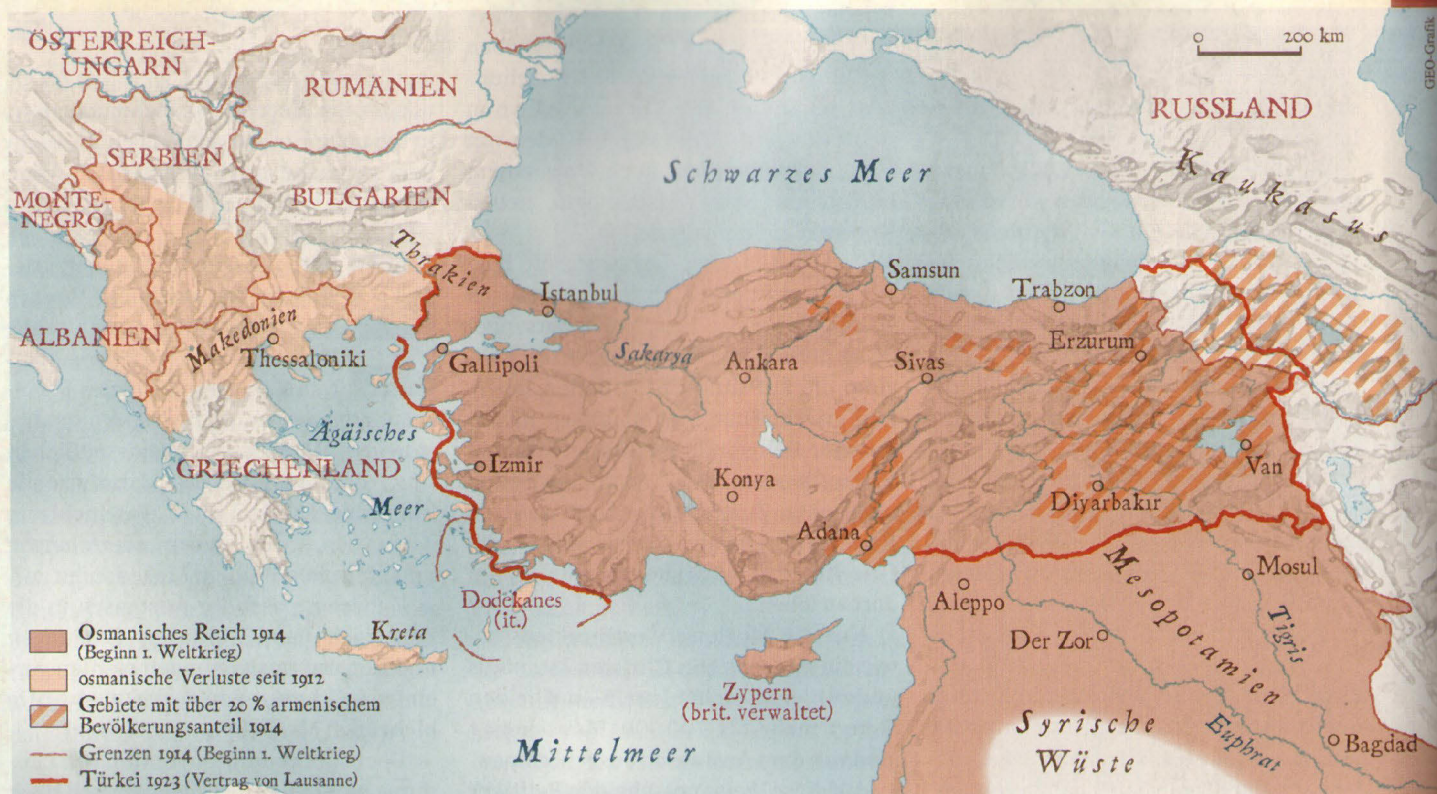 GEO-Grafik
0 200 km
ÖSTERREICH-
UNGARN
RUMÄNIEN
RUSSLAND
SERBIEN
Schwarzes Meer
Kaukasus
MONTE-
NEGRO
BULGARIEN
Thrakien
Istanbul
Samsun
Trabzon
ALBANIEN
Makedonien
Thessaloniki
Gallipoli
Sakarya
Ankara
Sivas
Erzurum
Ägäisches
Meer
GRIECHENLAND
Izmir
Konya
Van
Diyarbakır
Adana
Mesopotamien
Mosul
Dodekanes
(it.)
Aleppo
Der Zor
Tigris
Kreta
Zypern
(brit. verwaltet)
Syrische
Wüste
Euphrat
Bagdad
Mittelmeer
Osmanisches Reich 1914
(Beginn 1. Weltkrieg)
osmanische Verluste seit 1912
Gebiete mit über 20 % armenischem
Bevölkerungsanteil 1914
Grenzen 1914 (Beginn 1. Weltkrieg)
Türkei 1923 (Vertrag von Lausanne)